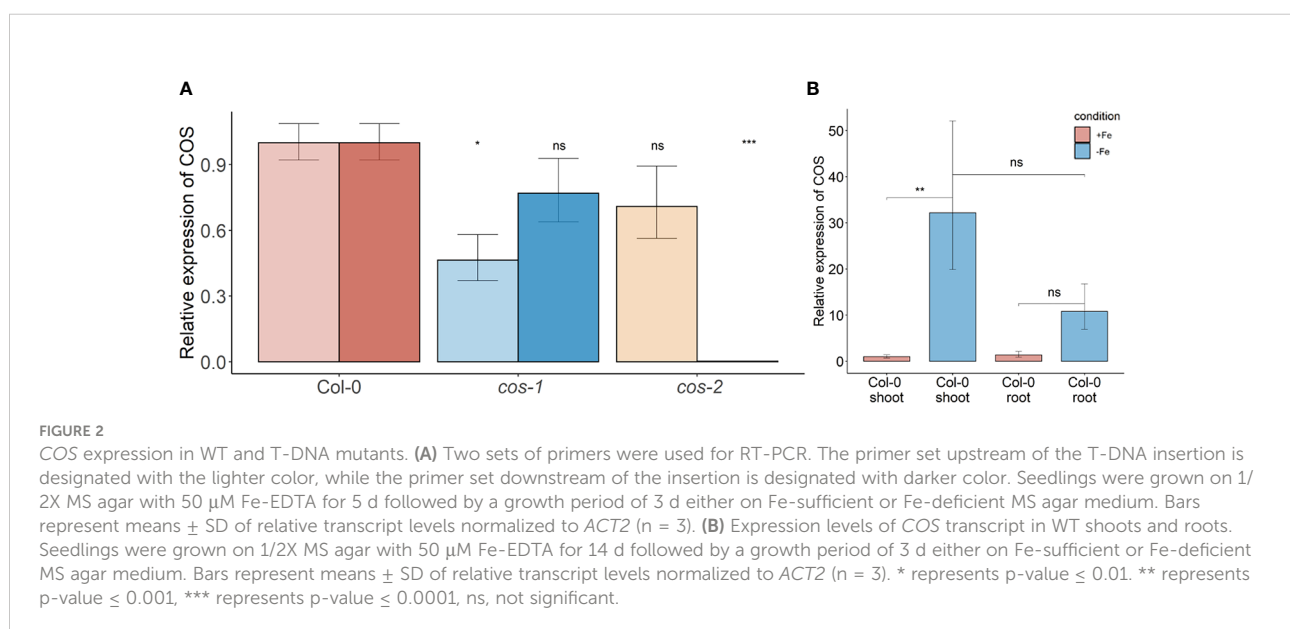 A
Relative expression of COS
0.9
0.6
0.3
0.0
*
ns
ns
***
Col-0
cos-1
cos-2
B
Relative expression of COS
50
40
30
20
10
0
condition
+Fe
-Fe
**
ns
ns
Col-0
shoot
Col-0
shoot
Col-0
root
Col-0
root
FIGURE 2
COS expression in WT and T-DNA mutants. (A) Two sets of primers were used for RT-PCR. The primer set upstream of the T-DNA insertion is
designated with the lighter color, while the primer set downstream of the insertion is designated with darker color. Seedlings were grown on 1/
2X MS agar with 50 μM Fe-EDTA for 5 d followed by a growth period of 3 d either on Fe-sufficient or Fe-deficient MS agar medium. Bars
represent means ± SD of relative transcript levels normalized to ACT2 (n = 3). (B) Expression levels of COS transcript in WT shoots and roots.
Seedlings were grown on 1/2X MS agar with 50 μM Fe-EDTA for 14 d followed by a growth period of 3 d either on Fe-sufficient or Fe-deficient
MS agar medium. Bars represent means ± SD of relative transcript levels normalized to ACT2 (n = 3). * represents p-value ≤ 0.01. ** represents
p-value ≤ 0.001, *** represents p-value ≤ 0.0001, ns, not significant.